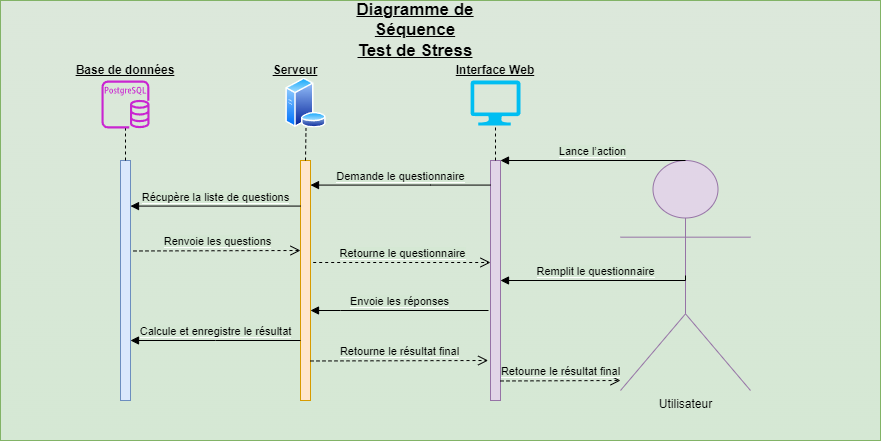 Diagramme de
Séquence
Test de Stress
Base de données
Serveur
Interface Web
PostgreSQL
Lance l'action
Demande le questionnaire
Récupère la liste de questions
Renvoie les questions
Retourne le questionnaire
Remplit le questionnaire
Envoie les réponses
Calcule et enregistre le résultat
Retourne le résultat final
Retourne le résultat final
Utilisateur